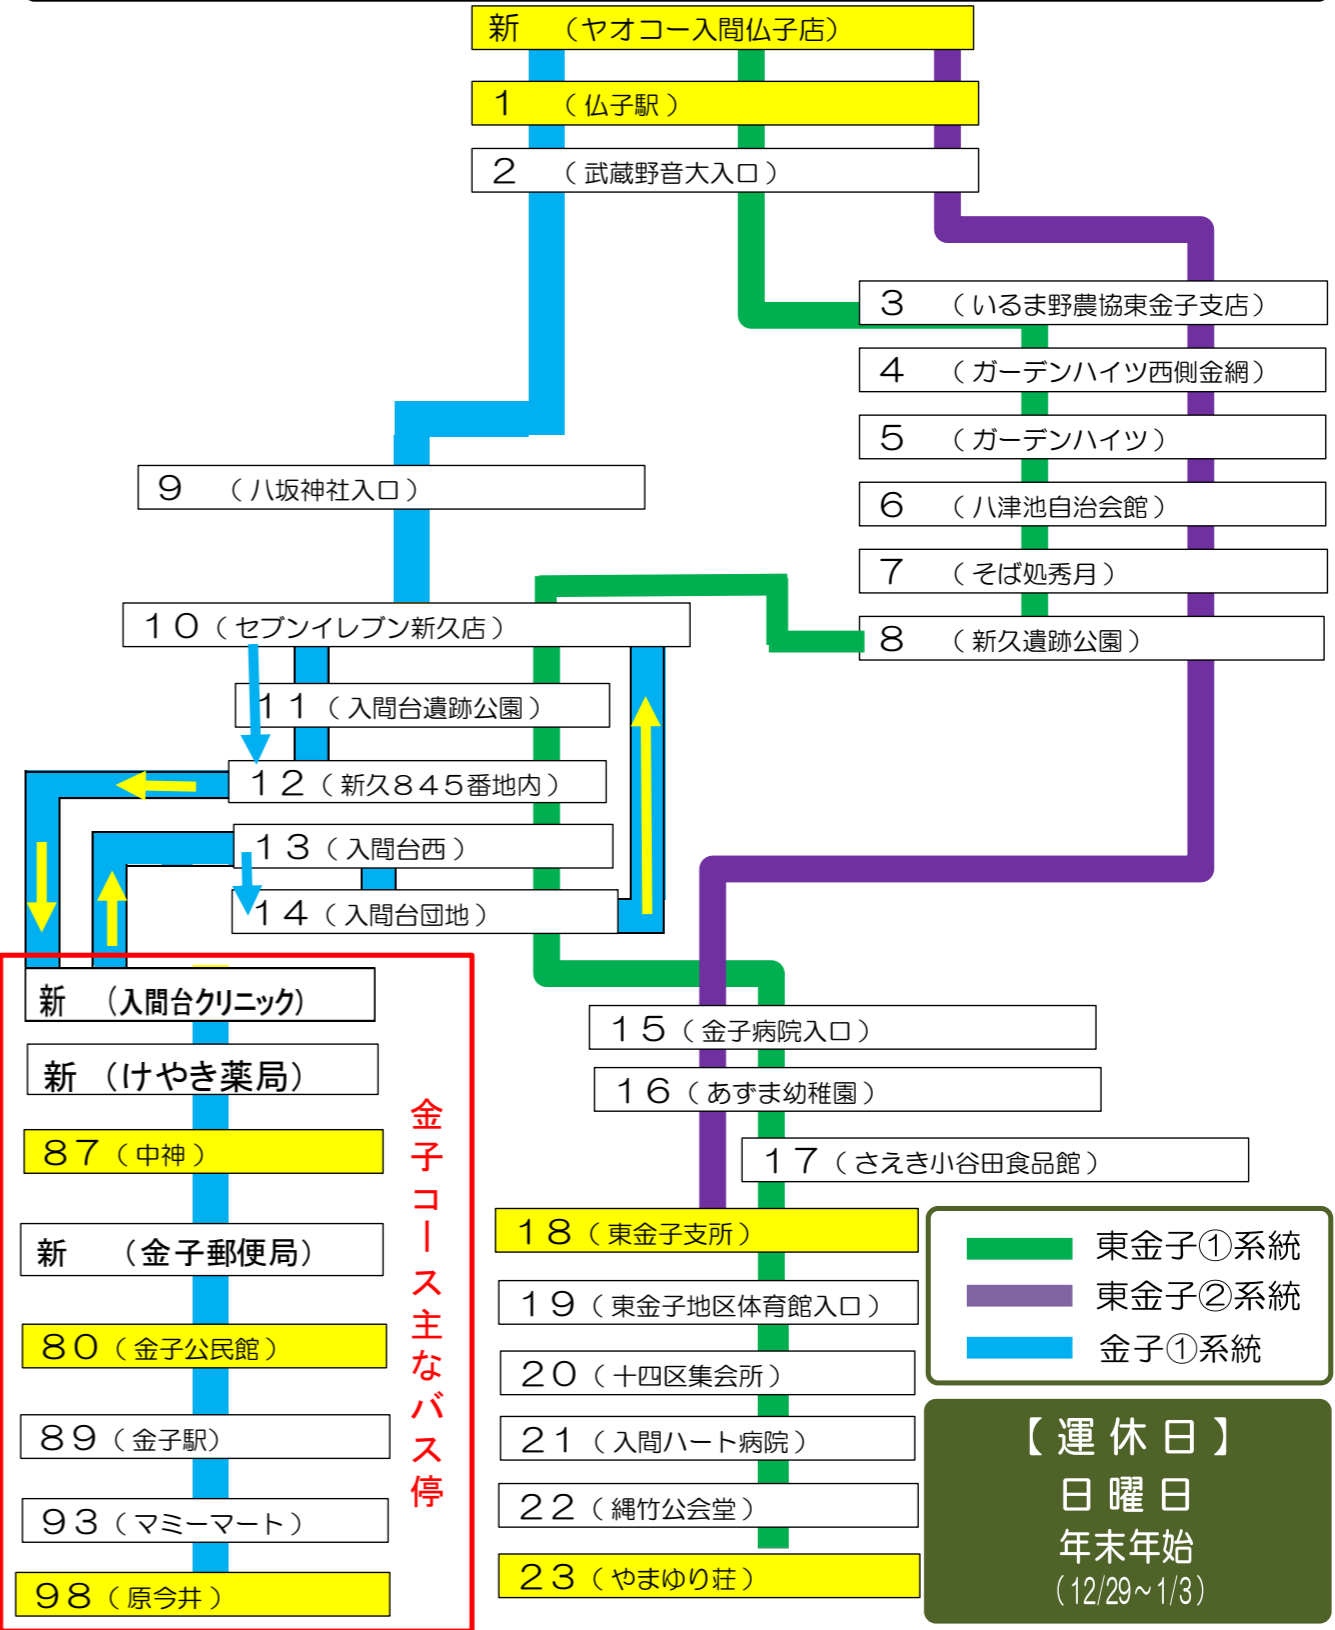 新 （ヤオコー入間仏子店）
１ （仏子駅）
２ （武蔵野音大入口）
３ （いるま野農協東金子支店）
４ （ガーデンハイツ西側金網）
５ （ガーデンハイツ）
６ （八津池自治会館）
７ （そば処秀月）
８ （新久遺跡公園）
９ （八坂神社入口）
１０（セブンイレブン新久店）
１１（入間台遺跡公園）
１２（新久８４５番地内）
１３（入間台西）
１４（入間台団地）
新 （入間台クリニック）
新 （けやき薬局）
８７（中神）
新 （金子郵便局）
８０（金子公民館）
８９（金子駅）
９３（マミーマート）
９８（原今井）
金子コース主なバス停
１５（金子病院入口）
１６（あずま幼稚園）
１７（さえき小谷田食品館）
１８（東金子支所）
１９（東金子地区体育館入口）
２０（十四区集会所）
２１（入間ハート病院）
２２（縄竹公会堂）
２３（やまゆり荘）
東金子①系統
東金子②系統
金子①系統
【運休日】
日曜日
年末年始
（12/29～1/3）